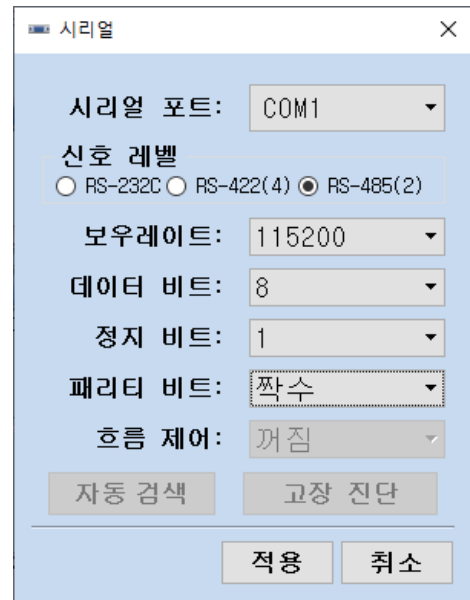 시리얼
시리얼 포트: COM1
신호 레벨
RS-232C RS-422(4) RS-485(2)
보우레이트: 115200
데이터 비트: 8
정지 비트: 1
패리티 비트: 짝수
흐름 제어: 꺼짐
자동 검색 고장 진단
적용 취소